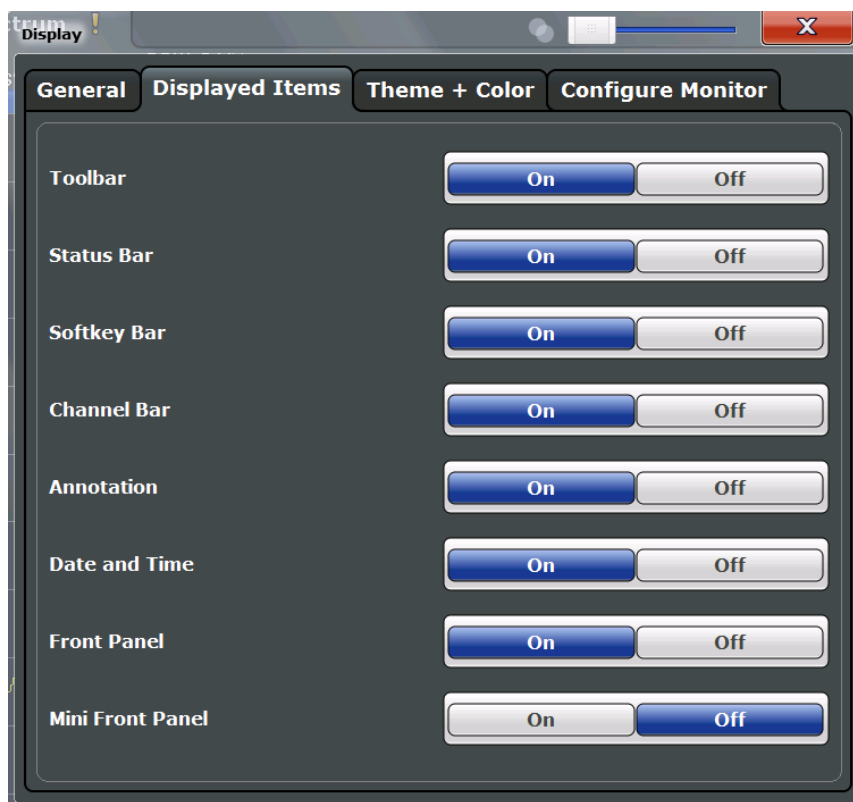 ctrum !
Display
X
General Displayed Items Theme + Color Configure Monitor
Toolbar On Off
Status Bar On Off
Softkey Bar On Off
Channel Bar On Off
Annotation On Off
Date and Time On Off
Front Panel On Off
Mini Front Panel On Off